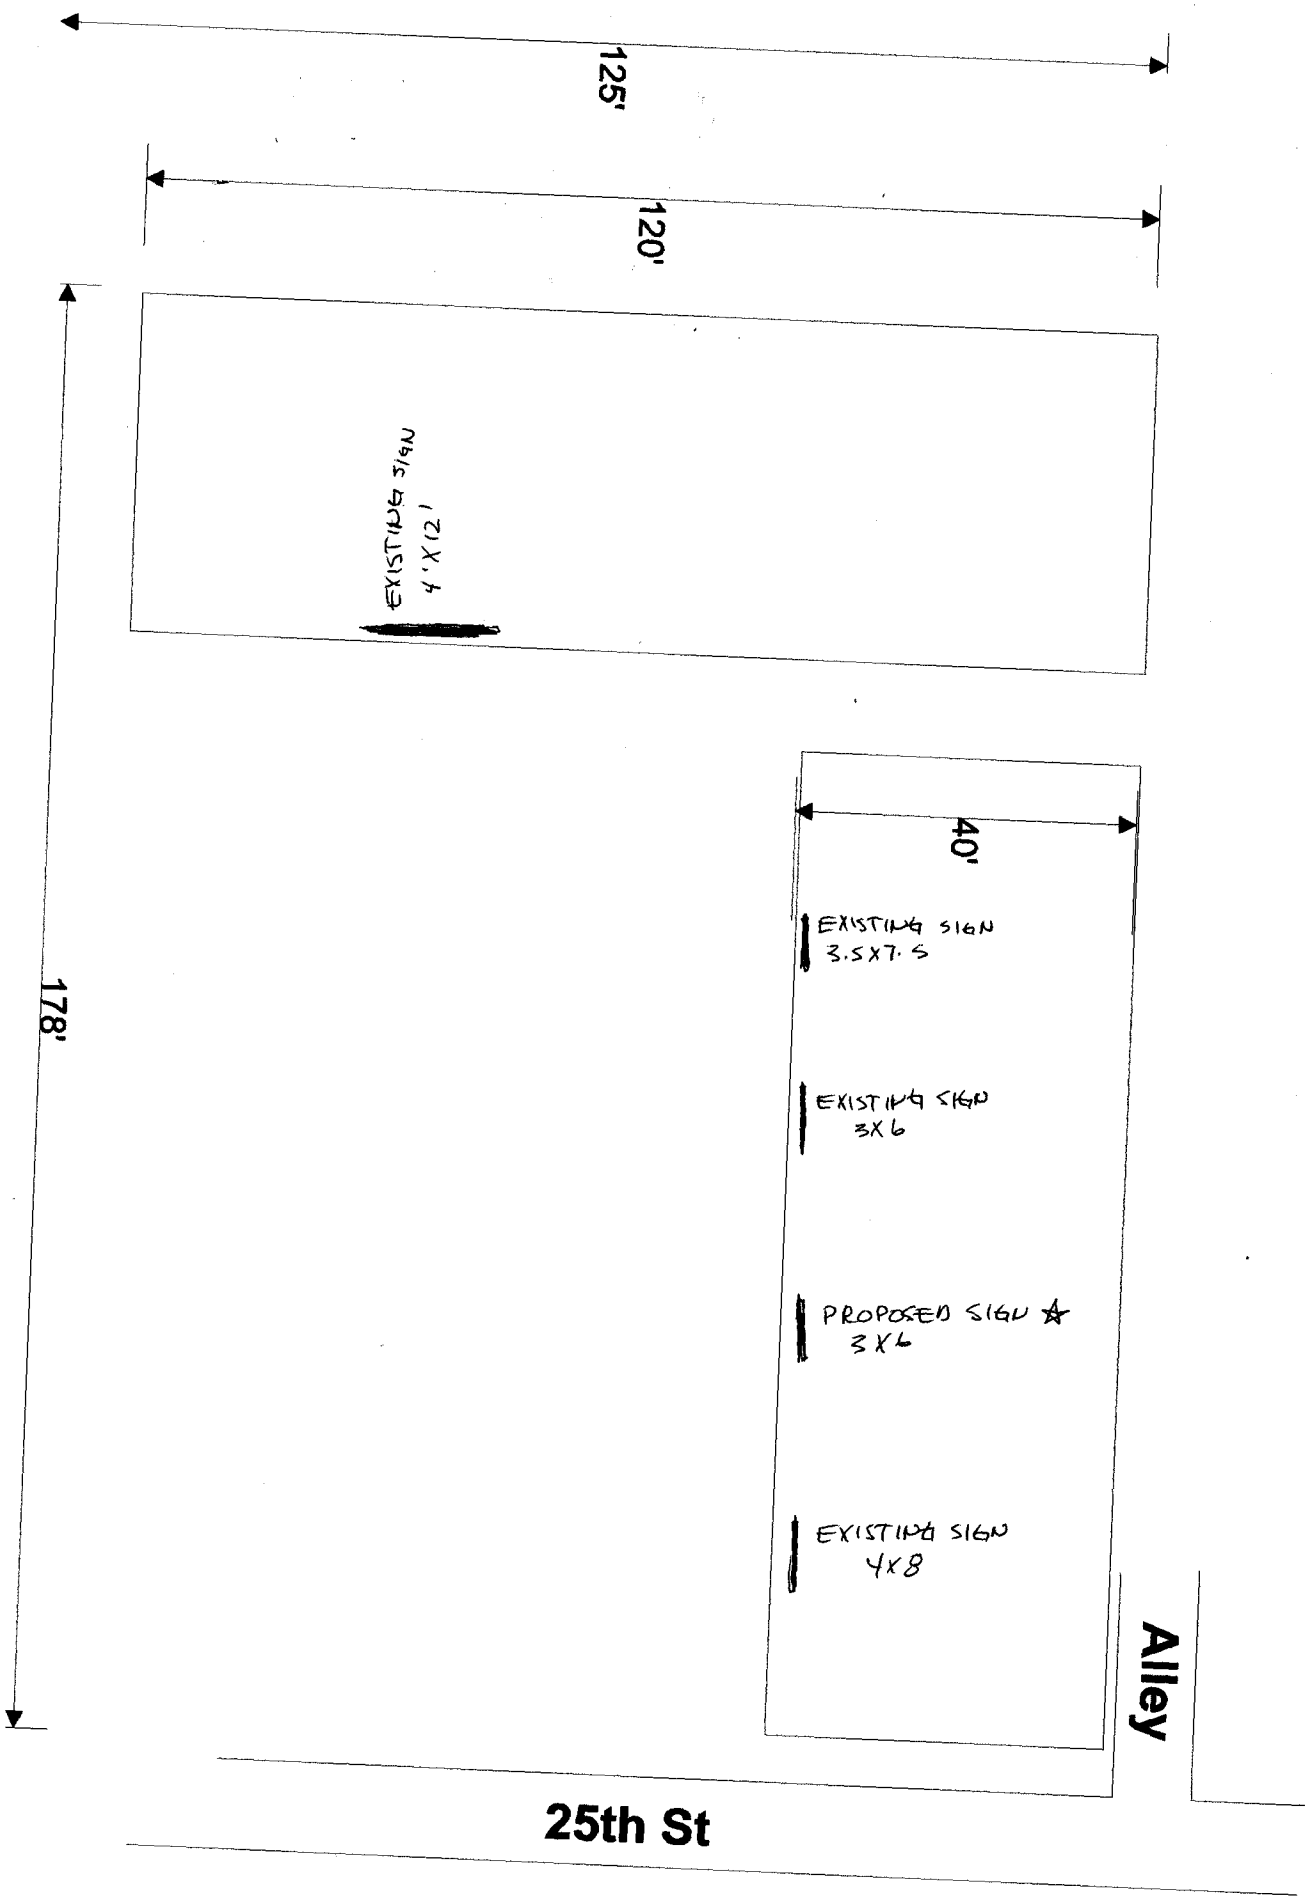 125'
120'
EXISTING SIGN
4'X12'
40'
EXISTING SIGN
3.5X7.5
EXISTING SIGN
3X6
178'
PROPOSED SIGN ☆
3X6
EXISTING SIGN
4X8
Alley
25th St